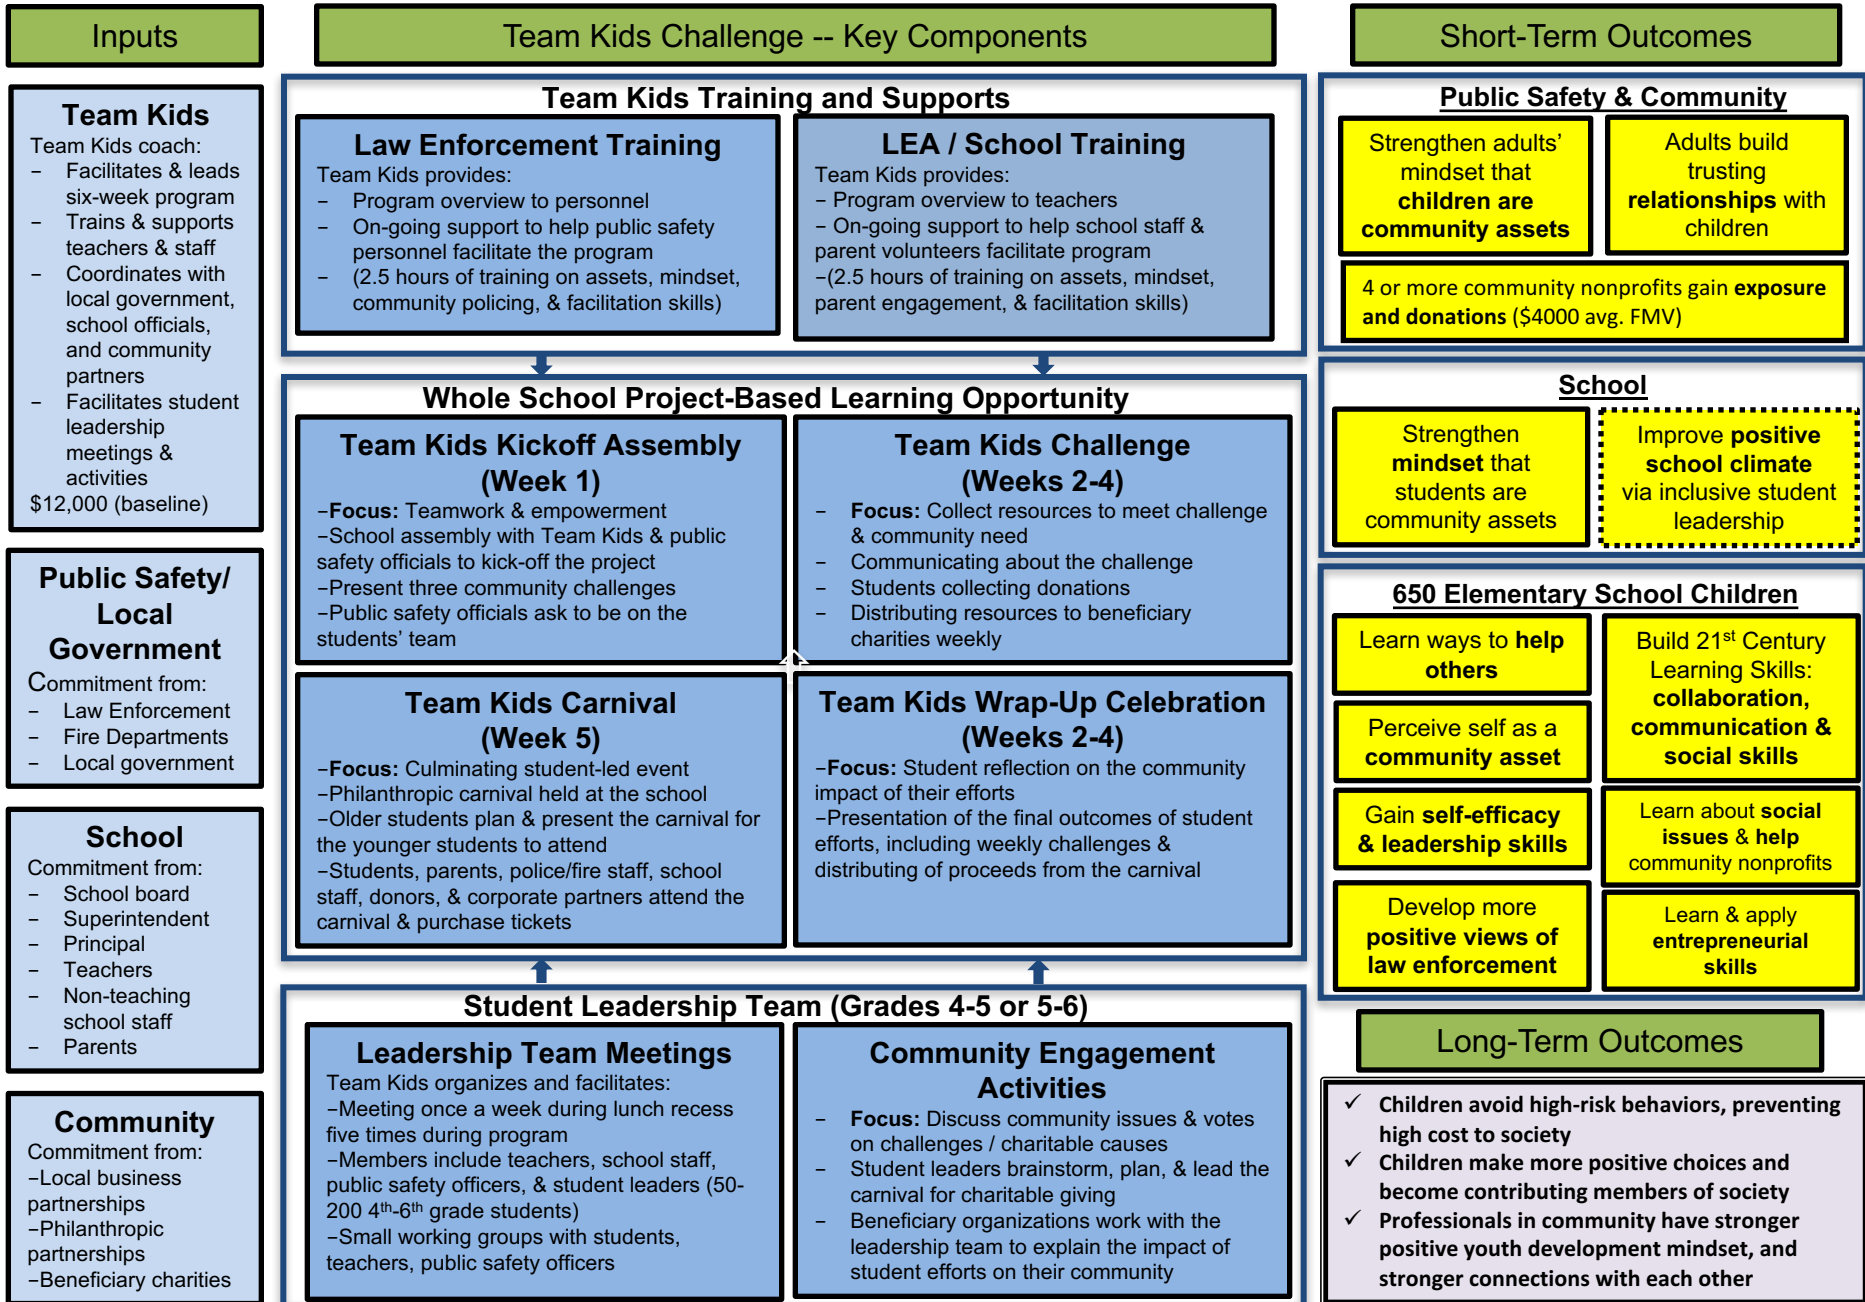 Inputs
Team Kids
Team Kids coach:
– Facilitates & leads
six-week program
– Trains & supports
teachers & staff
– Coordinates with
local government,
school officials,
and community
partners
– Facilitates student
leadership
meetings &
activities
$12,000 (baseline)
Public Safety/
Local
Government
Commitment from:
– Law Enforcement
– Fire Departments
– Local government
School
Commitment from:
– School board
– Superintendent
– Principal
– Teachers
– Non-teaching
school staff
– Parents
Community
Commitment from:
–Local business
partnerships
–Philanthropic
partnerships
–Beneficiary charities
Team Kids Challenge -- Key Components
Team Kids Training and Supports
Law Enforcement Training
Team Kids provides:
– Program overview to personnel
– On-going support to help public safety
personnel facilitate the program
– (2.5 hours of training on assets, mindset,
community policing, & facilitation skills)
LEA / School Training
Team Kids provides:
– Program overview to teachers
– On-going support to help school staff &
parent volunteers facilitate program
–(2.5 hours of training on assets, mindset,
parent engagement, & facilitation skills)
Whole School Project-Based Learning Opportunity
Team Kids Kickoff Assembly
(Week 1)
–Focus: Teamwork & empowerment
–School assembly with Team Kids & public
safety officials to kick-off the project
–Present three community challenges
–Public safety officials ask to be on the
students’ team
Team Kids Challenge
(Weeks 2-4)
– Focus: Collect resources to meet challenge
& community need
– Communicating about the challenge
– Students collecting donations
– Distributing resources to beneficiary
charities weekly
Team Kids Carnival
(Week 5)
–Focus: Culminating student-led event
–Philanthropic carnival held at the school
–Older students plan & present the carnival for
the younger students to attend
–Students, parents, police/fire staff, school
staff, donors, & corporate partners attend the
carnival & purchase tickets
Team Kids Wrap-Up Celebration
(Weeks 2-4)
–Focus: Student reflection on the community
impact of their efforts
–Presentation of the final outcomes of student
efforts, including weekly challenges &
distributing of proceeds from the carnival
Student Leadership Team (Grades 4-5 or 5-6)
Leadership Team Meetings
Team Kids organizes and facilitates:
–Meeting once a week during lunch recess
five times during program
–Members include teachers, school staff,
public safety officers, & student leaders (50-
200 4th-6th grade students)
–Small working groups with students,
teachers, public safety officers
Community Engagement
Activities
– Focus: Discuss community issues & votes
on challenges / charitable causes
– Student leaders brainstorm, plan, & lead the
carnival for charitable giving
– Beneficiary organizations work with the
leadership team to explain the impact of
student efforts on their community
Short-Term Outcomes
Public Safety & Community
Strengthen adults’
mindset that
children are
community assets
Adults build
trusting
relationships with
children
4 or more community nonprofits gain exposure
and donations ($4000 avg. FMV)
School
Strengthen
mindset that
students are
community assets
Improve positive
school climate
via inclusive student
leadership
650 Elementary School Children
Learn ways to help
others
Perceive self as a
community asset
Gain self-efficacy
& leadership skills
Develop more
positive views of
law enforcement
Build 21st Century
Learning Skills:
collaboration,
communication &
social skills
Learn about social
issues & help
community nonprofits
Learn & apply
entrepreneurial
skills
Long-Term Outcomes
✓ Children avoid high-risk behaviors, preventing
high cost to society
✓ Children make more positive choices and
become contributing members of society
✓ Professionals in community have stronger
positive youth development mindset, and
stronger connections with each other